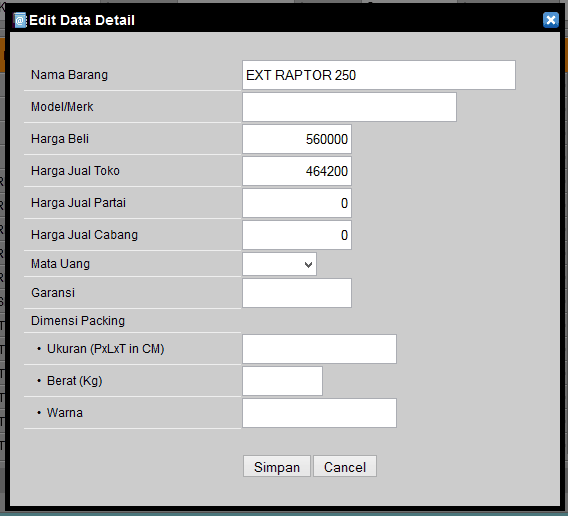 Edit Data Detail
Nama Barang EXT RAPTOR 250
Model/Merk
Harga Beli 560000
Harga Jual Toko 464200
Harga Jual Partai 0
Harga Jual Cabang 0
Mata Uang
Garansi
Dimensi Packing
• Ukuran (PxLxT in CM)
• Berat (Kg)
• Warna
Simpan Cancel